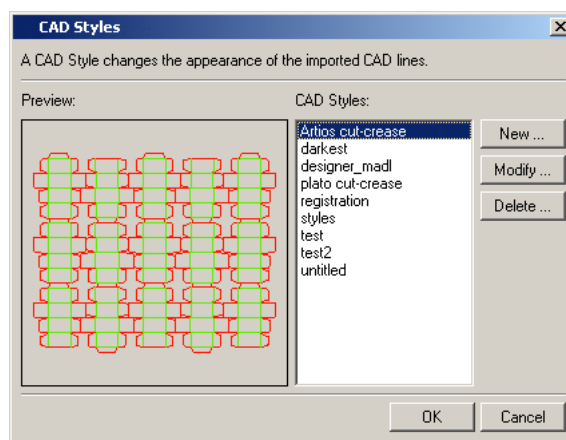 CAD Styles
A CAD Style changes the appearance of the imported CAD lines.
Preview:
CAD Styles:
Artios cut-crease
darkest
designer_madl
plato cut-crease
registration
styles
test
test2
untitled
New ...
Modify ...
Delete ...
OK
Cancel